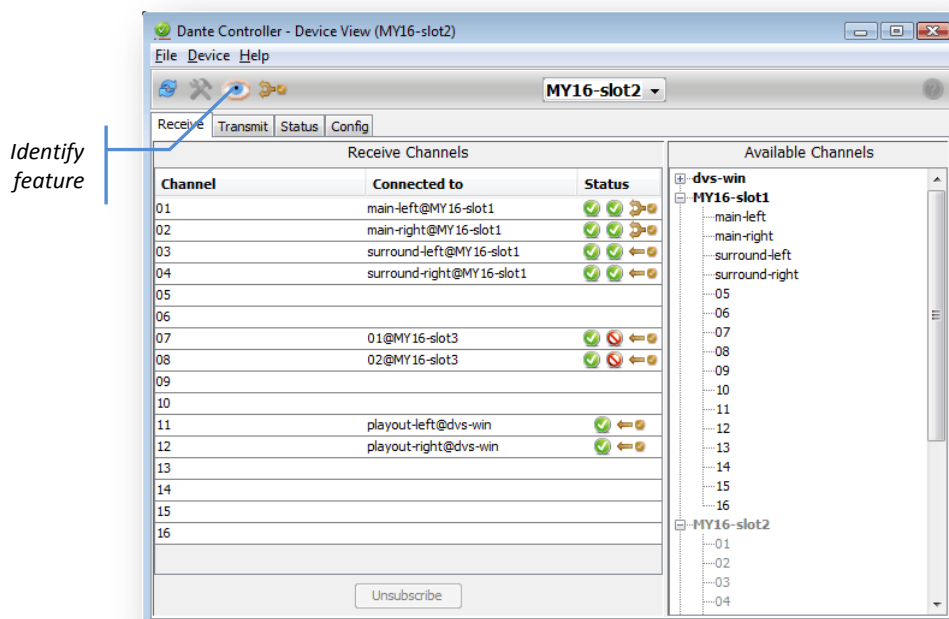 Dante Controller - Device View (MY16-slot2)
File Device Help
MY16-slot2
Identify
feature
Receive Transmit Status Config
Receive Channels
Channel Connected to Status
01 main-left@MY16-slot1
02 main-right@MY16-slot1
03 surround-left@MY16-slot1
04 surround-right@MY16-slot1
05
06
07 01@MY16-slot3
08 02@MY16-slot3
09
10
11 playout-left@dvs-win
12 playout-right@dvs-win
13
14
15
16
Unsubscribe
Available Channels
dvs-win
MY16-slot1
main-left
main-right
surround-left
surround-right
05
06
07
08
09
10
11
12
13
14
15
16
MY16-slot2
01
02
03
04